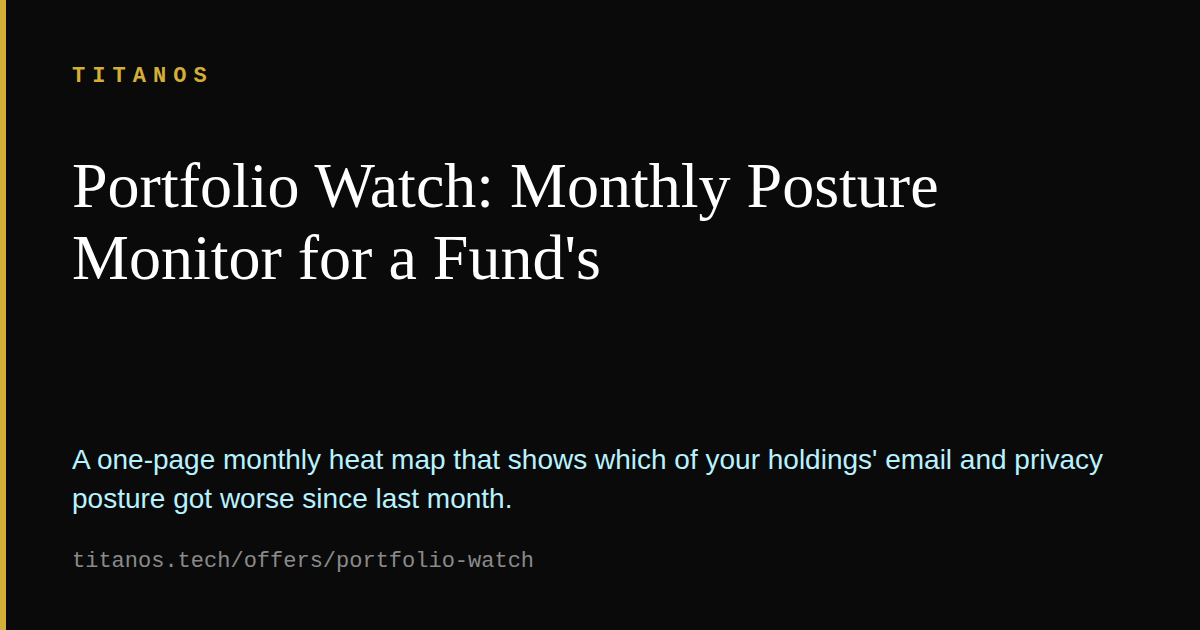 TITANOS
Portfolio Watch: Monthly Posture
Monitor for a Fund's
A one-page monthly heat map that shows which of your holdings' email and privacy
posture got worse since last month.
titanos.tech/offers/portfolio-watch